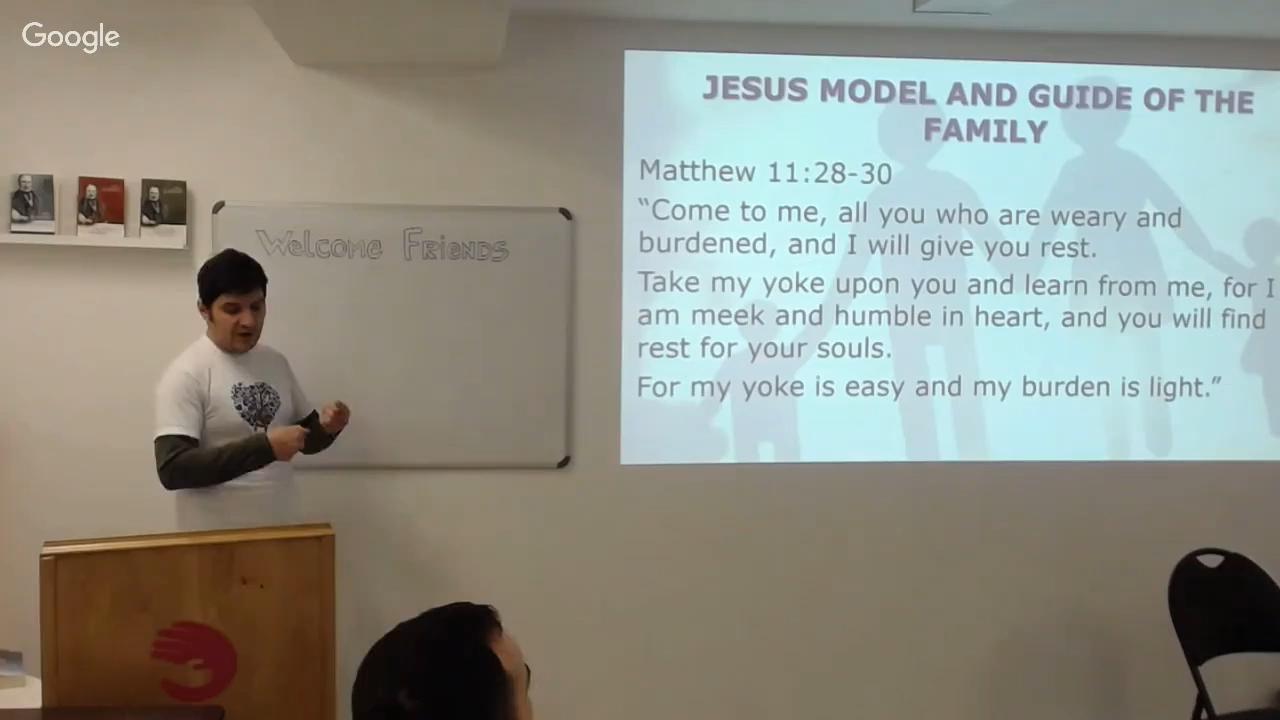 Google
JESUS MODEL AND GUIDE OF THE
FAMILY
Matthew 11:28-30
“Come to me, all you who are weary and
burdened, and I will give you rest.
Take my yoke upon you and learn from me, for I
am meek and humble in heart, and you will find
rest for your souls.
For my yoke is easy and my burden is light.”
Welcome Friends